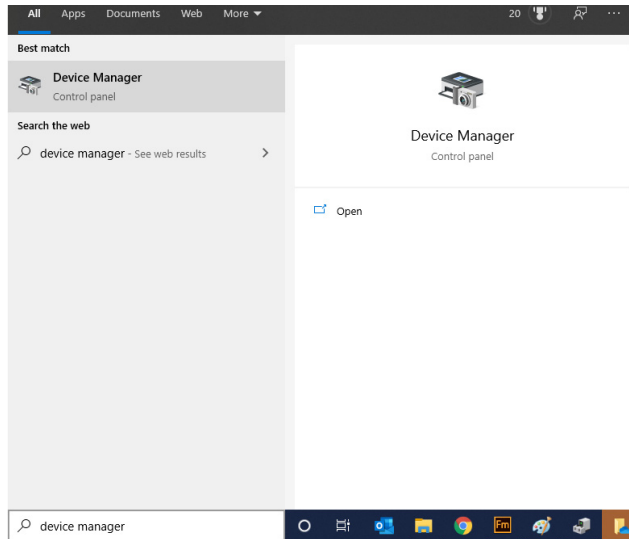 All Apps Documents Web More 20
Best match
Device Manager
Control panel
Search the web
device manager - See web results
Device Manager
Control panel
Open
device manager
Fm